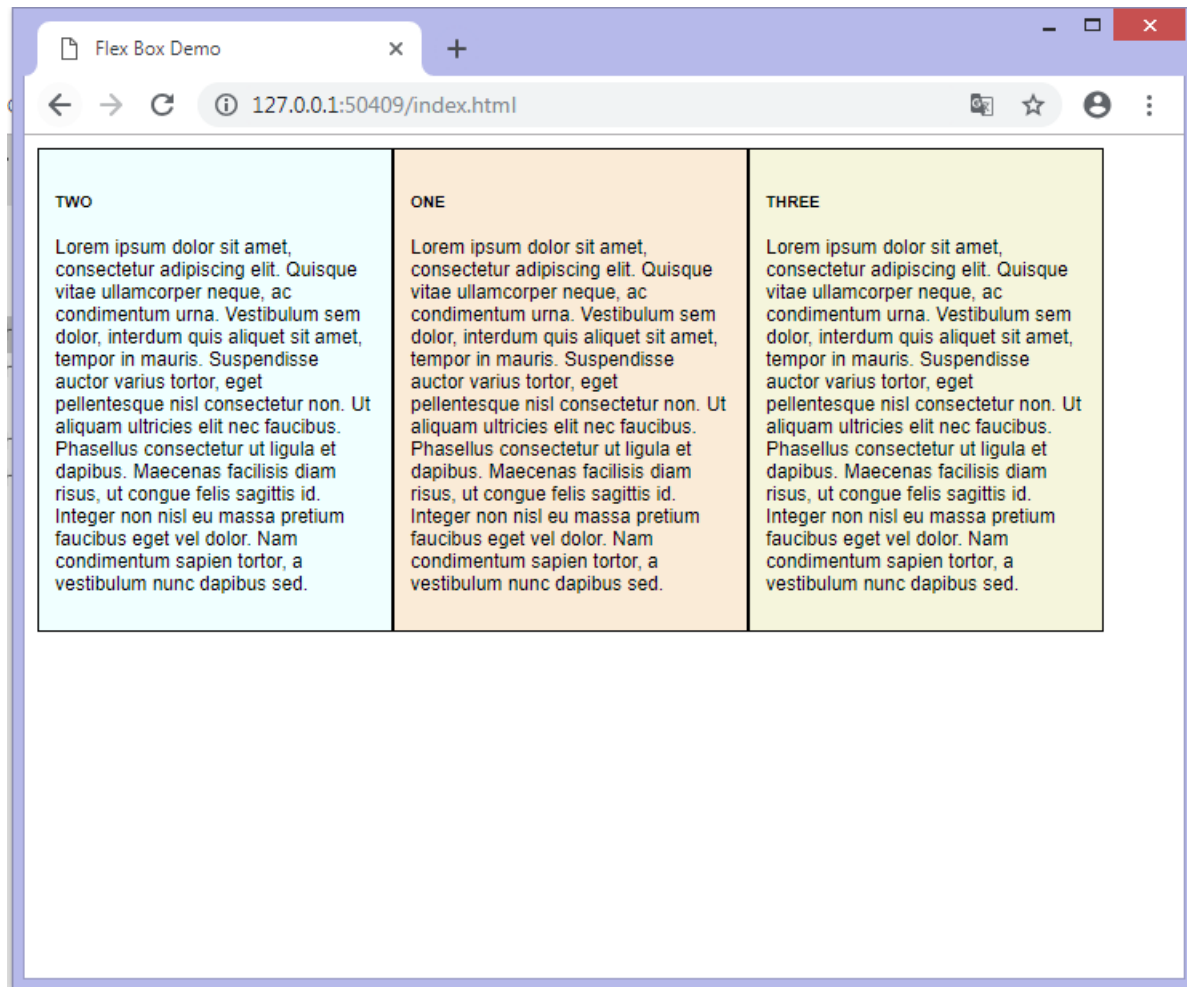 Flex Box Demo
127.0.0.1:50409/index.html
TWO
Lorem ipsum dolor sit amet,
consectetur adipiscing elit. Quisque
vitae ullamcorper neque, ac
condimentum urna. Vestibulum sem
dolor, interdum quis aliquet sit amet,
tempor in mauris. Suspendisse
auctor varius tortor, eget
pellentesque nisl consectetur non. Ut
aliquam ultricies elit nec faucibus.
Phasellus consectetur ut ligula et
dapibus. Maecenas facilisis diam
risus, ut congue felis sagittis id.
Integer non nisl eu massa pretium
faucibus eget vel dolor. Nam
condimentum sapien tortor, a
vestibulum nunc dapibus sed.
ONE
Lorem ipsum dolor sit amet,
consectetur adipiscing elit. Quisque
vitae ullamcorper neque, ac
condimentum urna. Vestibulum sem
dolor, interdum quis aliquet sit amet,
tempor in mauris. Suspendisse
auctor varius tortor, eget
pellentesque nisl consectetur non. Ut
aliquam ultricies elit nec faucibus.
Phasellus consectetur ut ligula et
dapibus. Maecenas facilisis diam
risus, ut congue felis sagittis id.
Integer non nisl eu massa pretium
faucibus eget vel dolor. Nam
condimentum sapien tortor, a
vestibulum nunc dapibus sed.
THREE
Lorem ipsum dolor sit amet,
consectetur adipiscing elit. Quisque
vitae ullamcorper neque, ac
condimentum urna. Vestibulum sem
dolor, interdum quis aliquet sit amet,
tempor in mauris. Suspendisse
auctor varius tortor, eget
pellentesque nisl consectetur non. Ut
aliquam ultricies elit nec faucibus.
Phasellus consectetur ut ligula et
dapibus. Maecenas facilisis diam
risus, ut congue felis sagittis id.
Integer non nisl eu massa pretium
faucibus eget vel dolor. Nam
condimentum sapien tortor, a
vestibulum nunc dapibus sed.